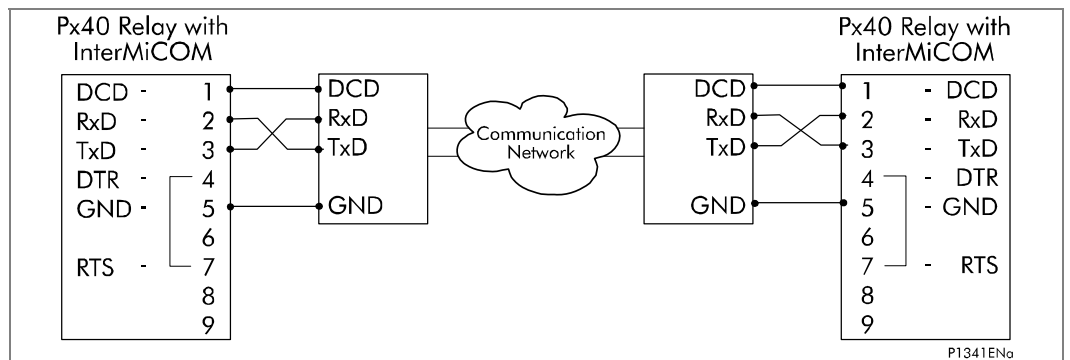 Px40 Relay with
InterMiCOM
DCD - 1
RxD - 2
TxD - 3
DTR - 4
GND - 5
6
RTS - 7
8
9
DCD
RxD
TxD
GND
Communication
Network
DCD
RxD
TxD
GND
Px40 Relay with
InterMiCOM
1 - DCD
2 - RxD
3 - TxD
4 - DTR
5 - GND
6
7 - RTS
8
9
P1341ENa